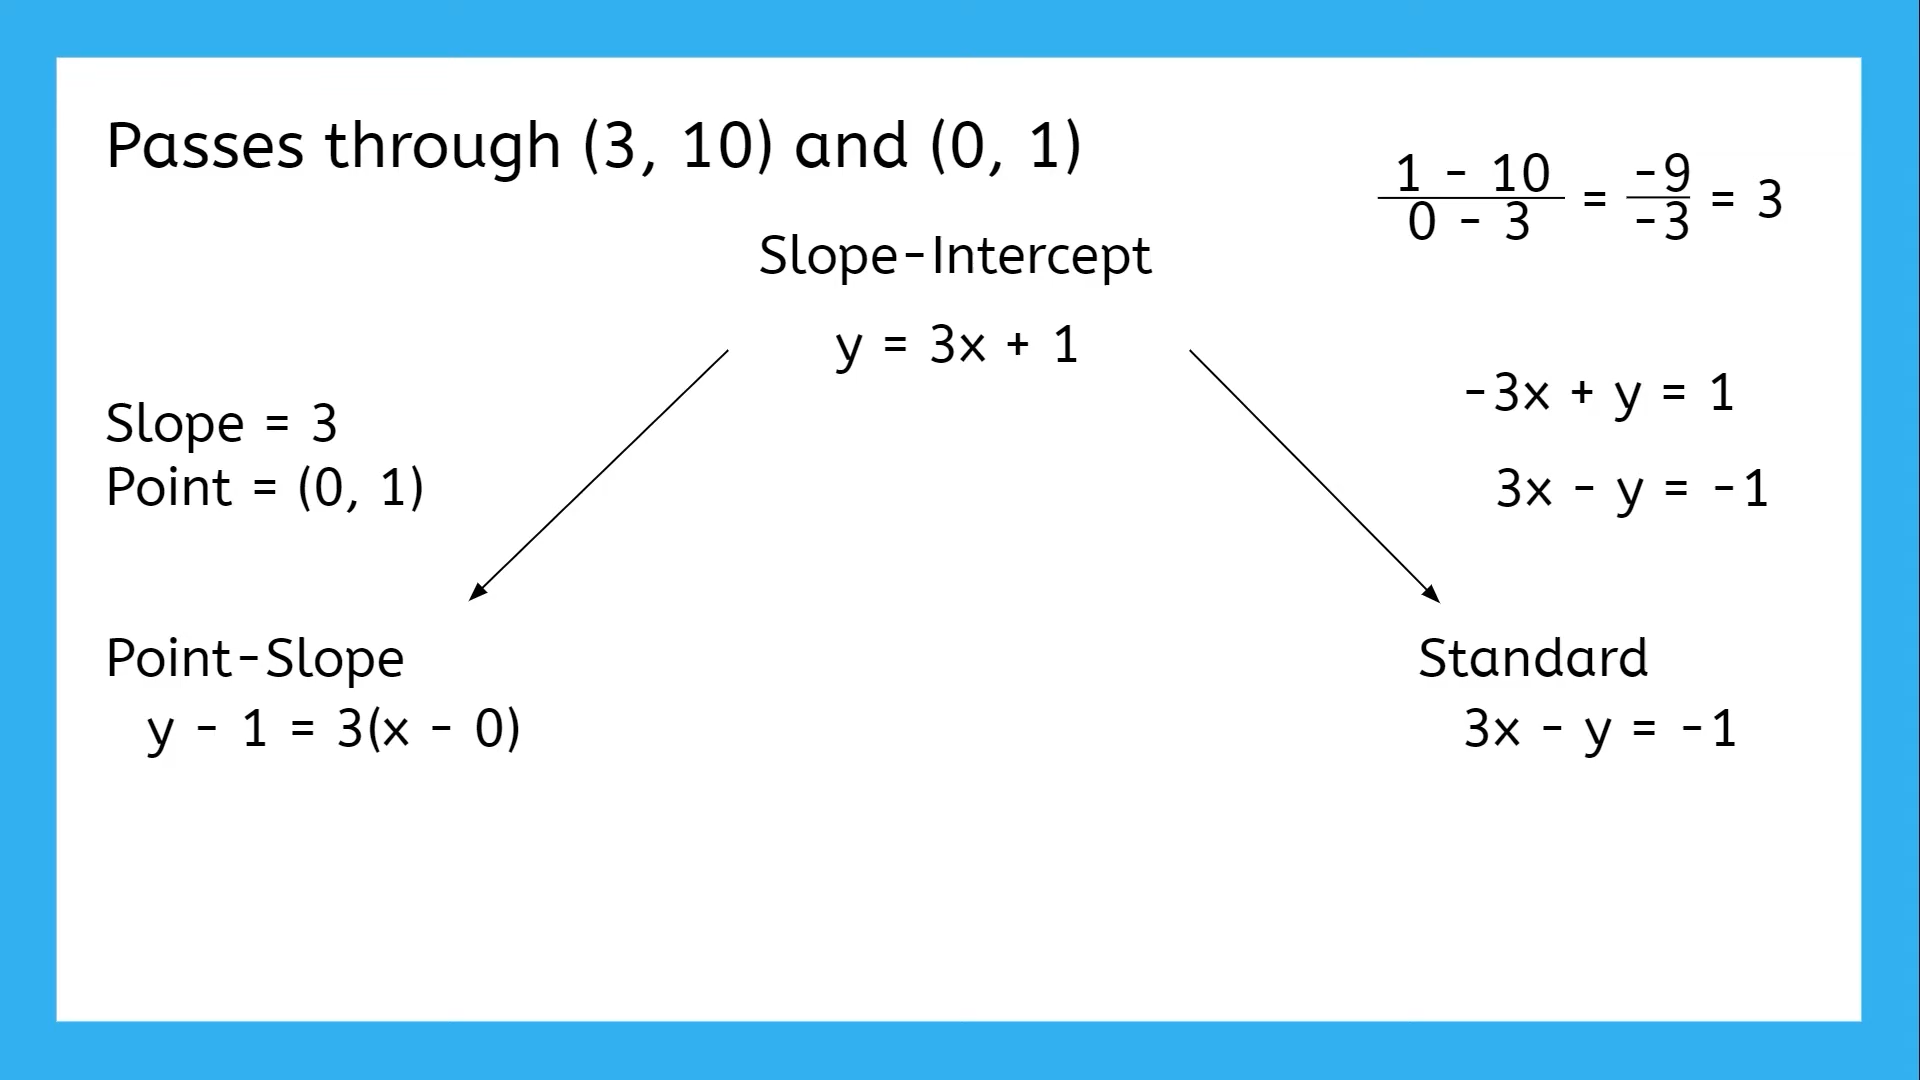 Passes through (3, 10) and (0, 1)
1 - 10
0 - 3
=
-9
-3
= 3
Slope-Intercept
y = 3x + 1
-3x + y = 1
Slope = 3
Point = (0, 1)
3x - y = -1
Point-Slope
y - 1 = 3(x - 0)
Standard
3x - y = -1